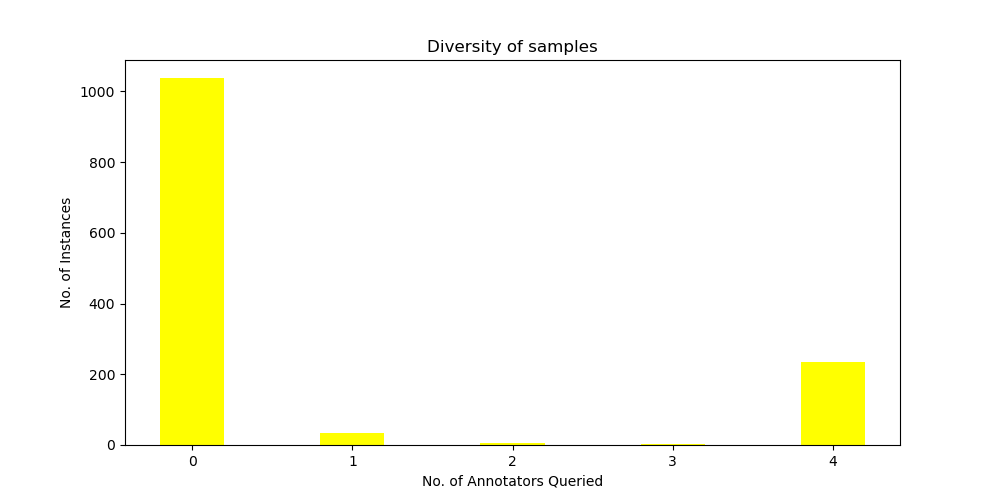 Diversity of samples
No. of Instances
1000
800
600
400
200
0
0 1 2 3 4
No. of Annotators Queried